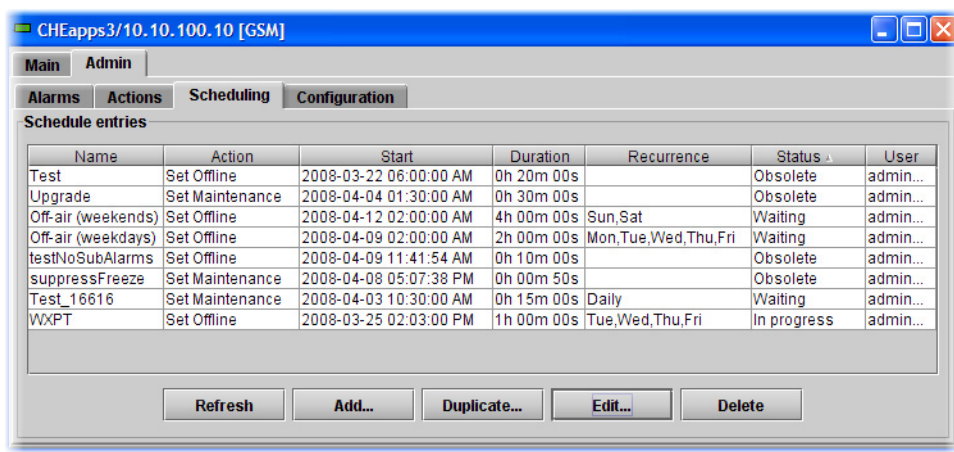 CHEapps3/10.10.100.10 [GSM]
Main Admin
Alarms Actions Scheduling Configuration
Schedule entries
Name Action Start Duration Recurrence Status User
Test Set Offline 2008-03-22 06:00:00 AM 0h 20m 00s Obsolete admin...
Upgrade Set Maintenance 2008-04-04 01:30:00 AM 0h 30m 00s Obsolete admin...
Off-air (weekends) Set Offline 2008-04-12 02:00:00 AM 4h 00m 00s Sun,Sat Waiting admin...
Off-air (weekdays) Set Offline 2008-04-09 02:00:00 AM 2h 00m 00s Mon,Tue,Wed,Thu,Fri Waiting admin...
testNoSubAlarms Set Offline 2008-04-09 11:41:54 AM 0h 10m 00s Obsolete admin...
suppressFreeze Set Maintenance 2008-04-08 05:07:38 PM 0h 00m 50s Obsolete admin...
Test_16616 Set Maintenance 2008-04-03 10:30:00 AM 0h 15m 00s Daily Waiting admin...
WXPT Set Offline 2008-03-25 02:03:00 PM 1h 00m 00s Tue,Wed,Thu,Fri In progress admin...
Refresh Add... Duplicate... Edit... Delete